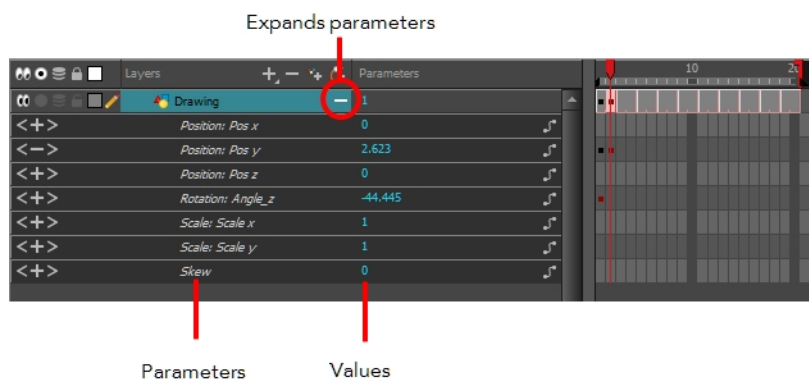 Expands parameters
Layers Parameters 10 2
Drawing 1
<+> Position: Pos x 0
<-> Position: Pos y 2.623
<+> Position: Pos z 0
<+> Rotation: Angle_z -44.445
<+> Scale: Scale x 1
<+> Scale: Scale y 1
<+> Skew 0
Parameters Values